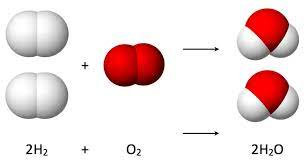 +
2H₂ + O₂ 2H₂O